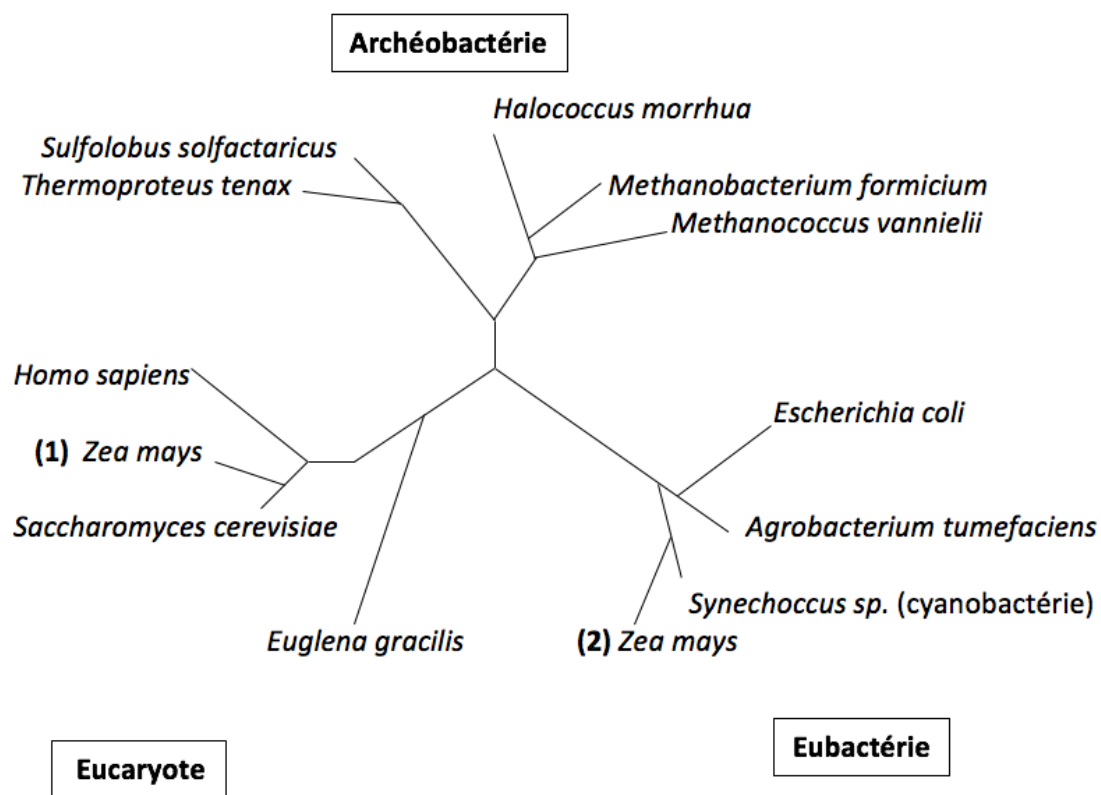 Archéobactérie
Halococcus morrhua
Sulfolobus solfactaricus
Thermoproteus tenax
Methanobacterium formicium
Methanococcus vannielii
Homo sapiens
Escherichia coli
(1) Zea mays
Saccharomyces cerevisiae
Agrobacterium tumefaciens
Synechoccus sp. (cyanobactérie)
Euglena gracilis
(2) Zea mays
Eubactérie
Eucaryote